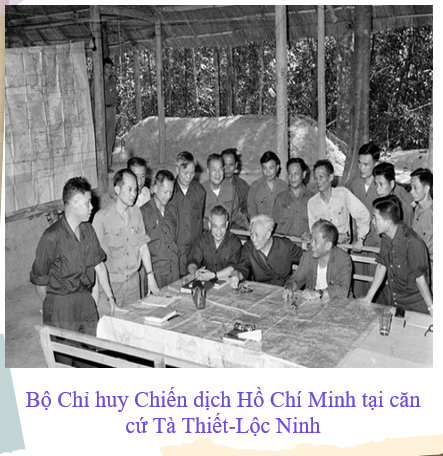 Bộ Chỉ huy Chiến dịch Hồ Chí Minh tại căn
cứ Tà Thiết-Lộc Ninh